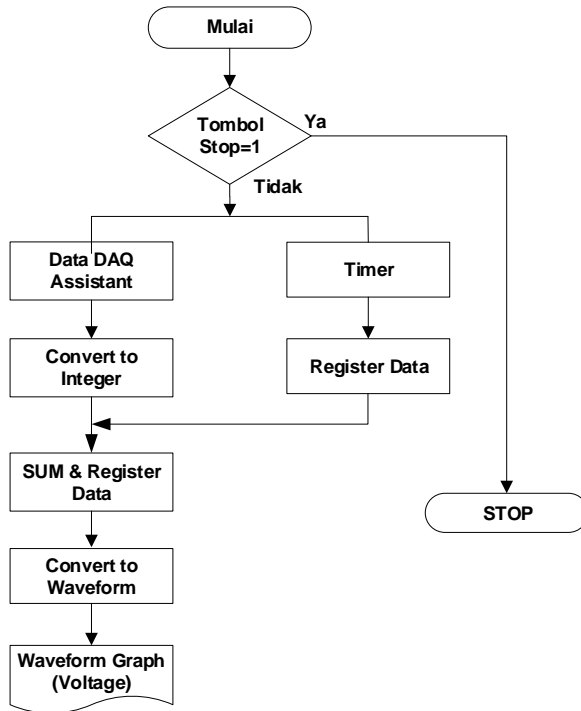 Mulai
Tombol
Stop=1
Ya
Tidak
Data DAQ
Assistant
Timer
Convert to
Integer
Register Data
SUM & Register
Data
STOP
Convert to
Waveform
Waveform Graph
(Voltage)